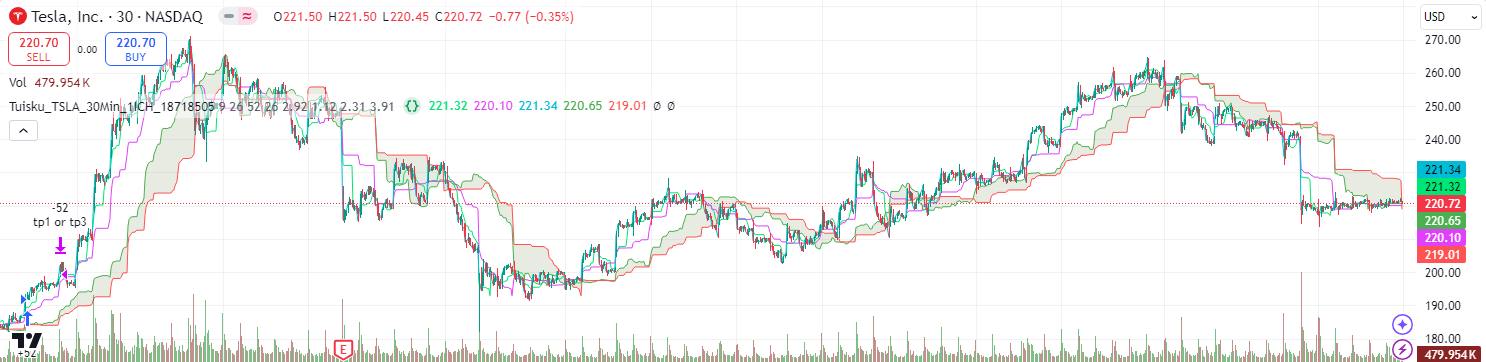 Tesla, Inc. · 30 · NASDAQ O221.50 H221.50 L220.45 C220.72 −0.77 (−0.35%)
USD
220.70 SELL
0.00
220.70 BUY
Vol 479.954 K
Tuisku_TSLA_30Min_1ICH_18718505 9 26 52 26 2.92 1.12 2.31 3.91 {} 221.32 220.10 221.34 220.65 219.01 ∅ ∅
-52
tp1 or tp3
+52
E
270.00
260.00
250.00
240.00
221.34
221.32
220.72
220.65
220.10
219.01
200.00
190.00
180.00
479.954 K